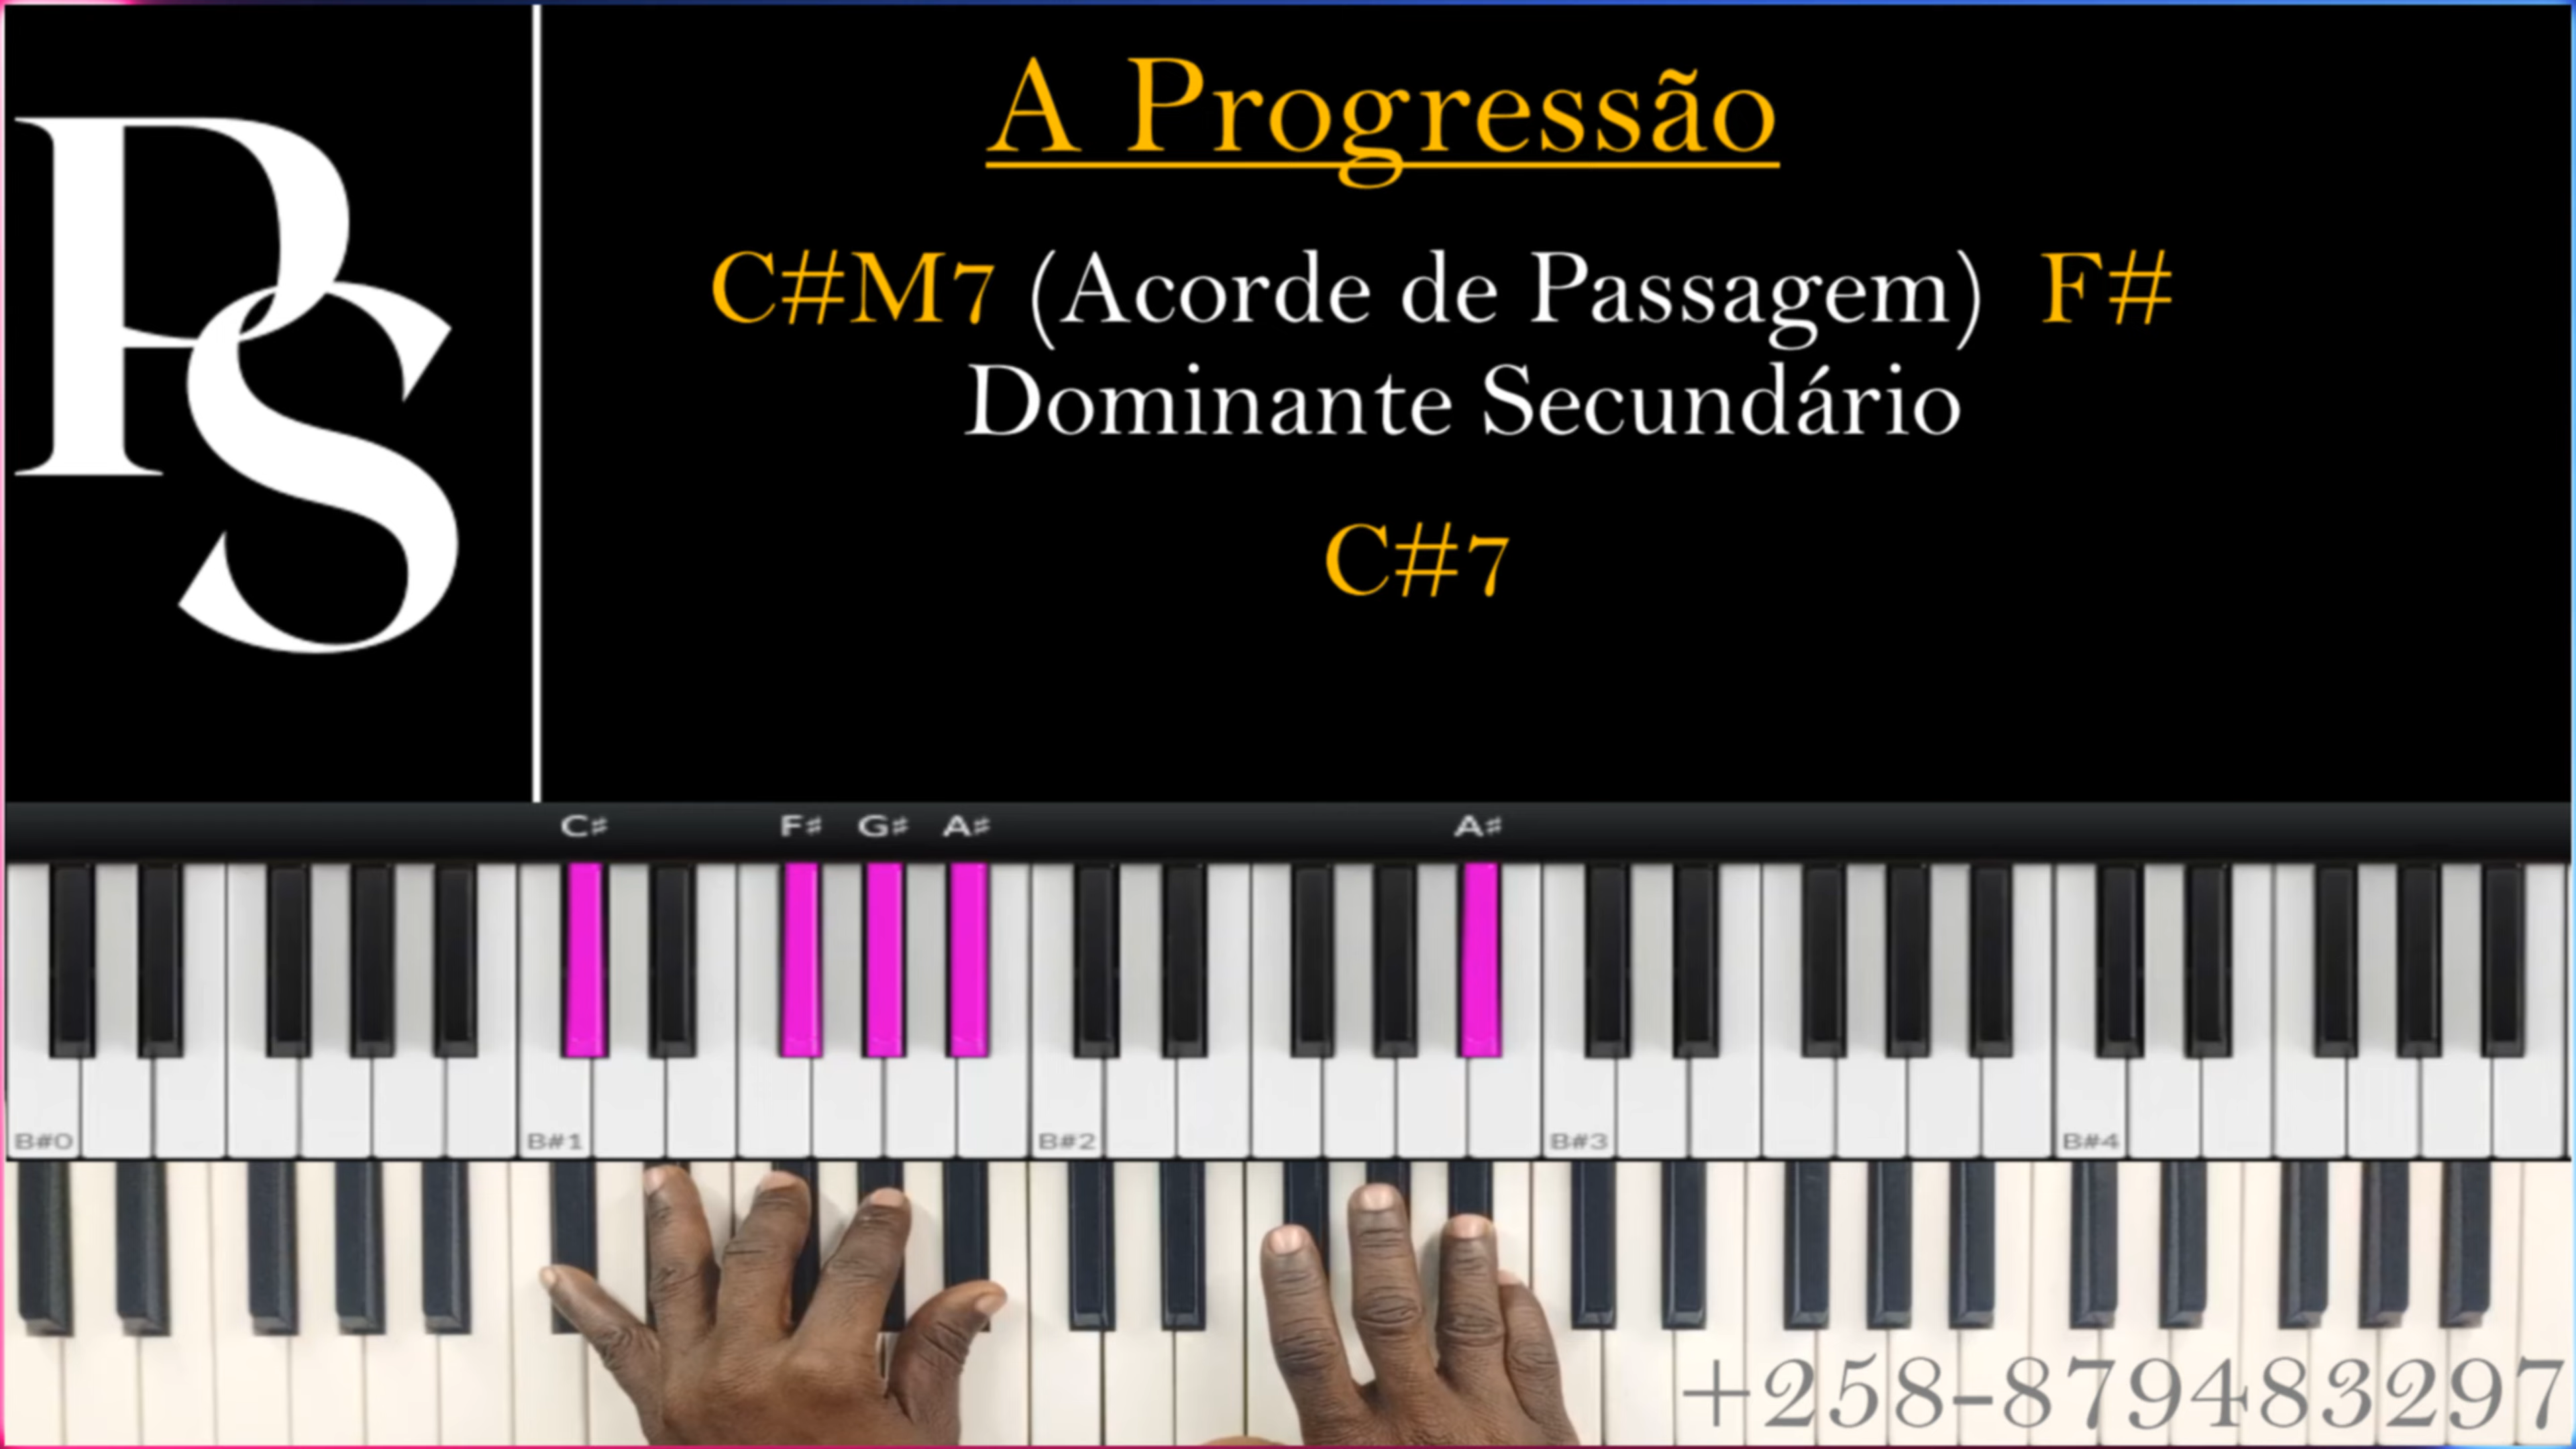 PS
A Progressão
C#M7 (Acorde de Passagem) F#
Dominante Secundário
C#7
C♯ F♯ G♯ A♯ A♯
B#0 B#1 B#2 B#3 B#4
+258-879483297